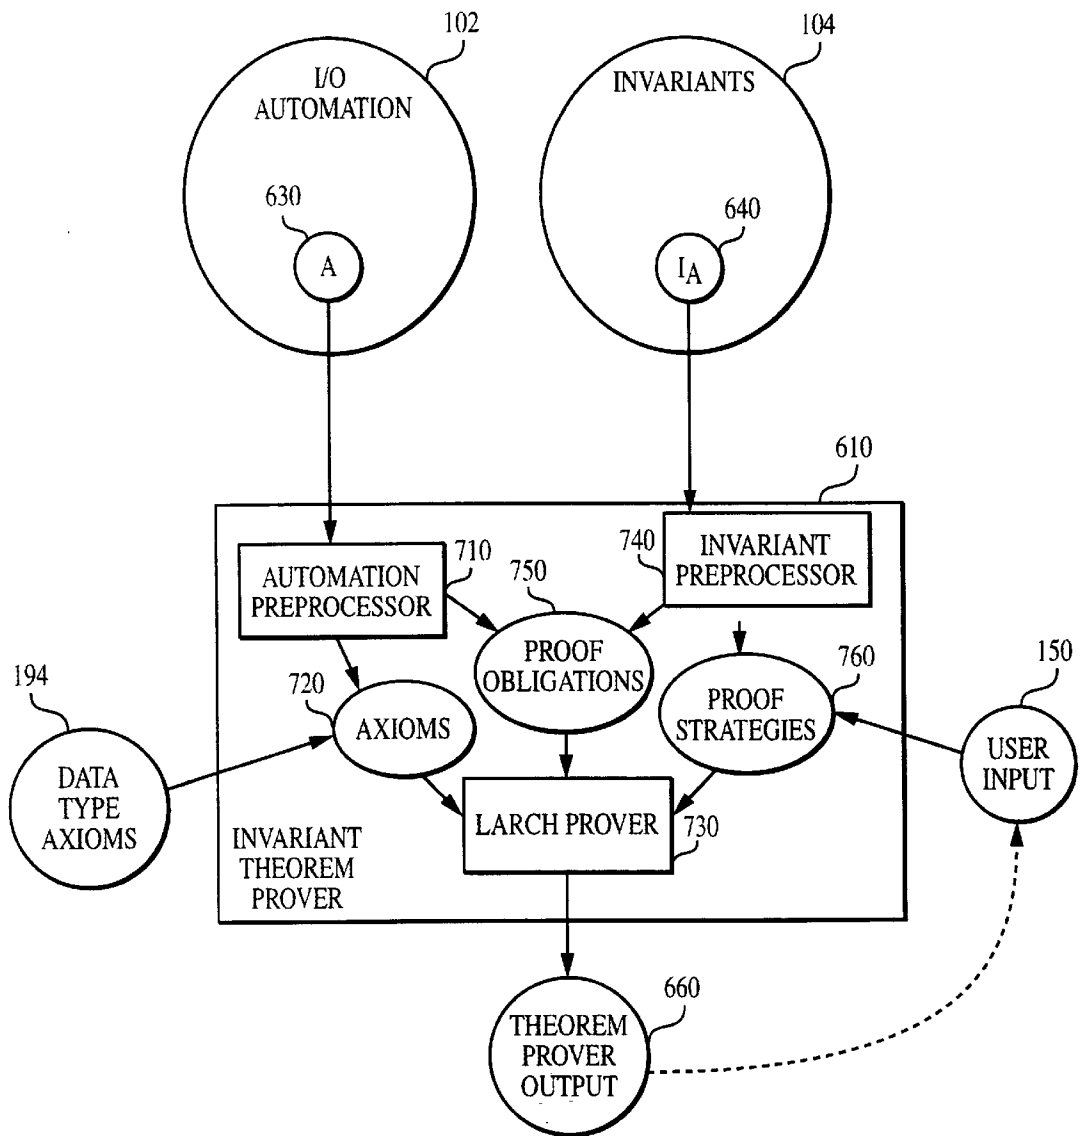 102
I/O
AUTOMATION
104
INVARIANTS
630
A
640
IA
610
AUTOMATION
PREPROCESSOR
710
740
INVARIANT
PREPROCESSOR
750
PROOF
OBLIGATIONS
760
PROOF
STRATEGIES
720
AXIOMS
194
DATA
TYPE
AXIOMS
150
USER
INPUT
LARCH PROVER
730
INVARIANT
THEOREM
PROVER
660
THEOREM
PROVER
OUTPUT